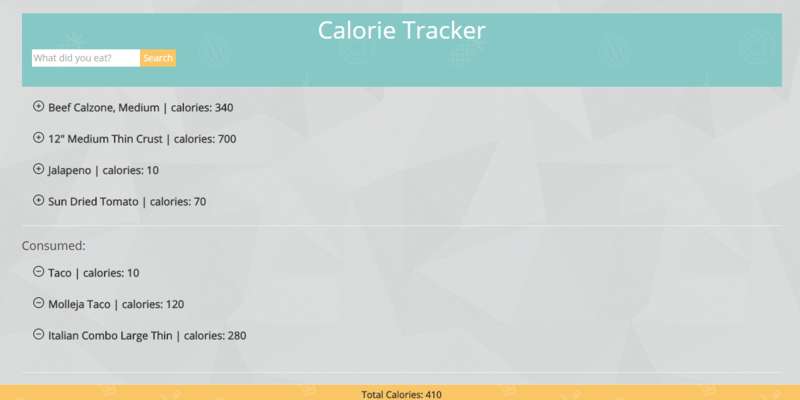 Calorie Tracker
What did you eat? Search
Beef Calzone, Medium | calories: 340
12" Medium Thin Crust | calories: 700
Jalapeno | calories: 10
Sun Dried Tomato | calories: 70
Consumed:
Taco | calories: 10
Molleja Taco | calories: 120
Italian Combo Large Thin | calories: 280
Total Calories: 410